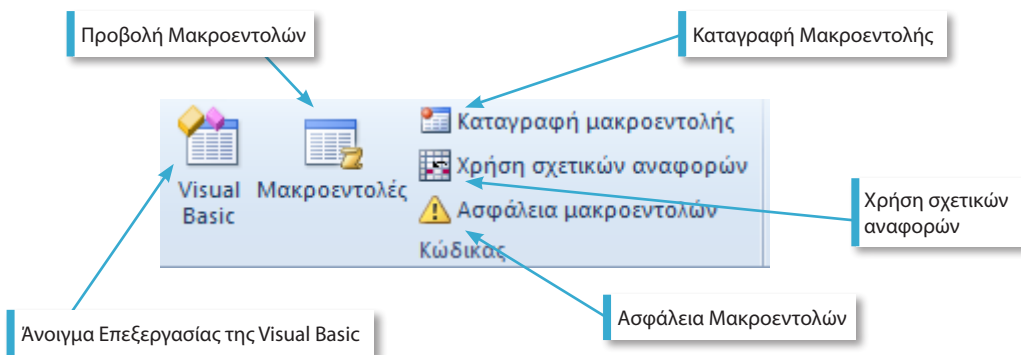 Προβολή Μακροεντολών
Καταγραφή Μακροεντολής
Καταγραφή μακροεντολής
Χρήση σχετικών αναφορών
Visual
Basic
Μακροεντολές
Ασφάλεια μακροεντολών
Κώδικας
Χρήση σχετικών
αναφορών
Άνοιγμα Επεξεργασίας της Visual Basic
Ασφάλεια Μακροεντολών